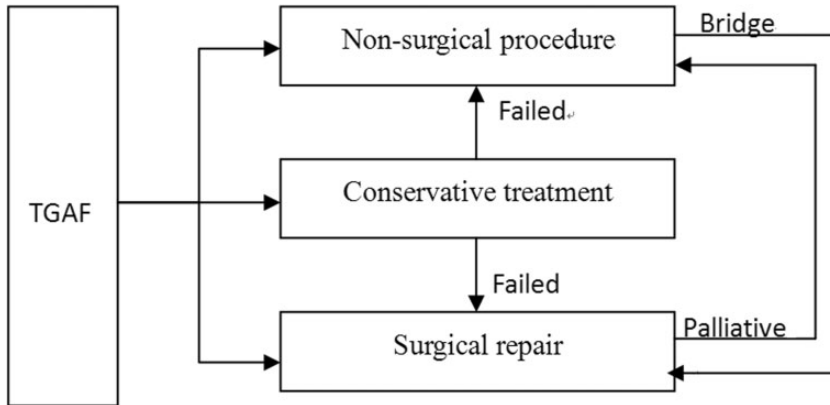 Non-surgical procedure
Bridge
Failed
Conservative treatment
TGAF
Failed
Surgical repair
Palliative